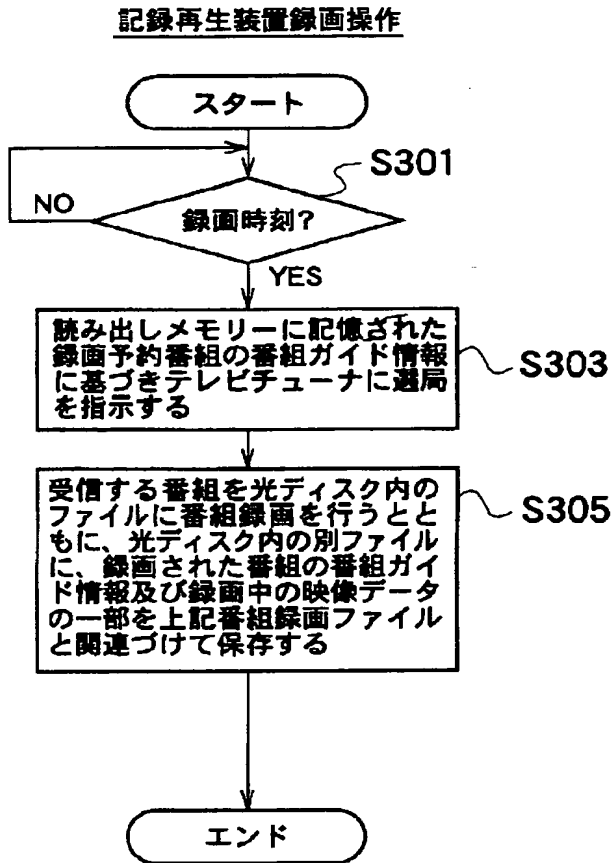 記録再生装置録画操作
スタート
S301
NO
録画時刻?
YES
読み出しメモリーに記憶された
録画予約番組の番組ガイド情報
に基づきテレビチューナに選局
を指示する
S303
受信する番組を光ディスク内の
ファイルに番組録画を行うとと
もに、光ディスク内の別ファイル
に、録画された番組の番組ガイ
ド情報及び録画中の映像データ
の一部を上記番組録画ファイル
と関連づけて保存する
S305
エンド